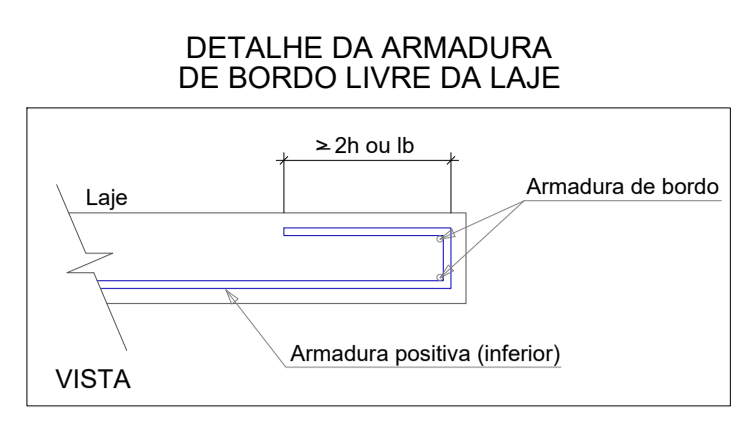 DETALHE DA ARMADURA
DE BORDO LIVRE DA LAJE
≥ 2h ou lb
Armadura de bordo
Laje
Armadura positiva (inferior)
VISTA